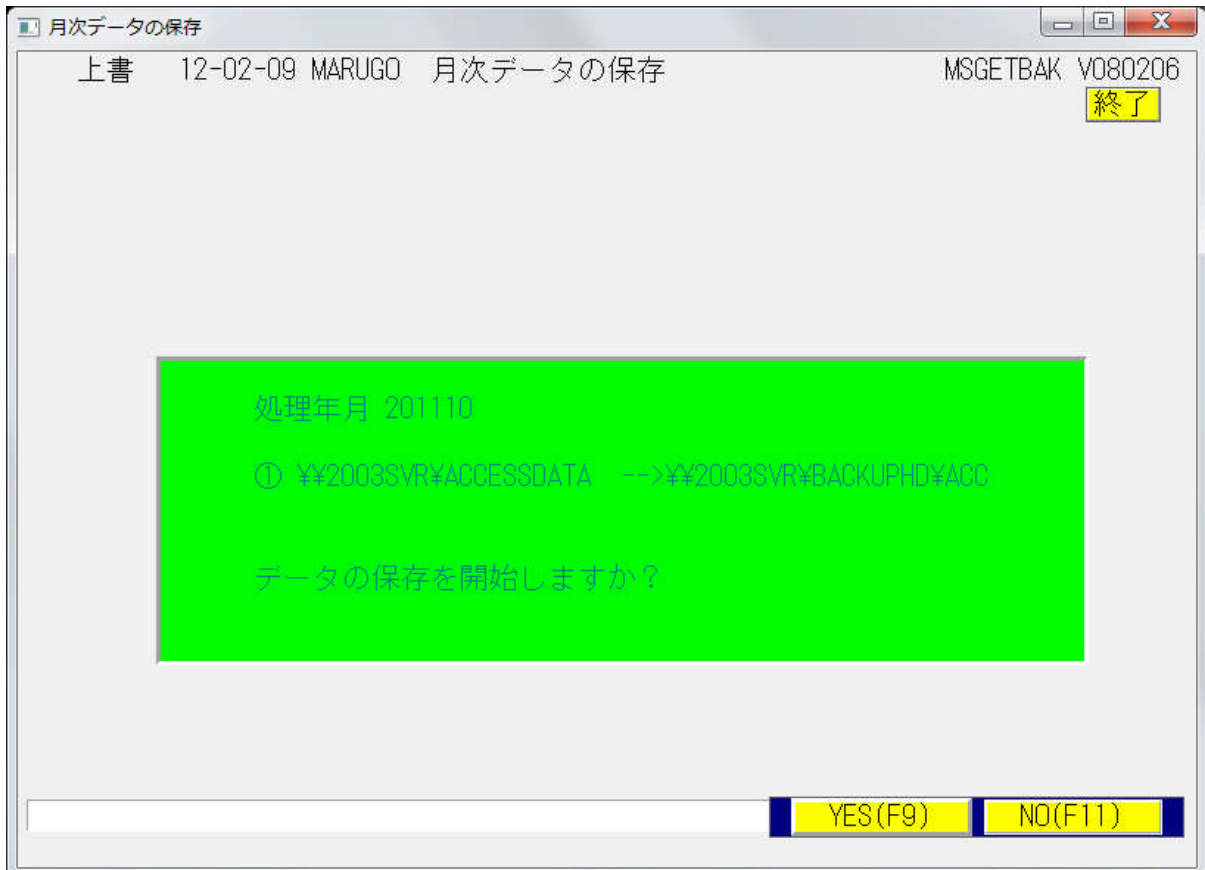 月次データの保存
上書 12-02-09 MARUGO 月次データの保存 MSGETBAK V080206
終了
処理年月 201110
① ¥¥2003SVR¥ACCESSDATA -->¥¥2003SVR¥BACKUPHD¥ACC
データの保存を開始しますか?
YES(F9) NO(F11)